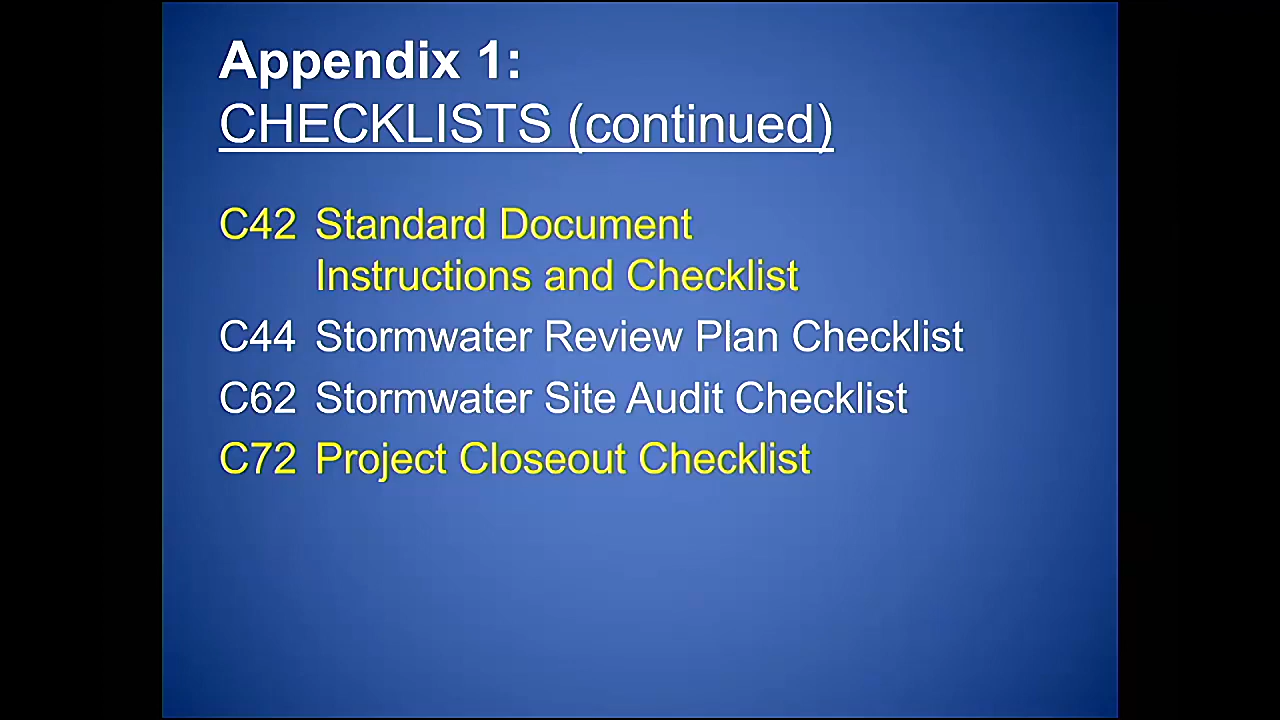 Appendix 1:
CHECKLISTS (continued)
C42 Standard Document
Instructions and Checklist
C44 Stormwater Review Plan Checklist
C62 Stormwater Site Audit Checklist
C72 Project Closeout Checklist